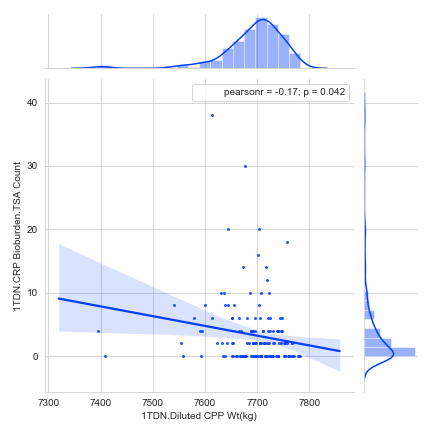 pearsonr = -0.17; p = 0.042
40
30
20
10
0
1TDN.CRP Bioburden.TSA Count
7300 7400 7500 7600 7700 7800
1TDN.Diluted CPP Wt(kg)